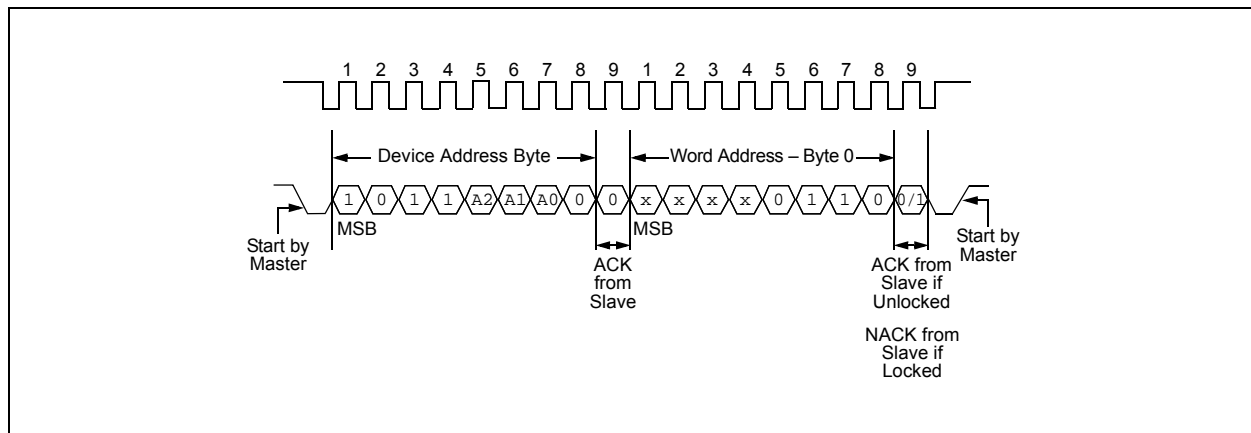 1 2 3 4 5 6 7 8 9 1 2 3 4 5 6 7 8 9
Device Address Byte
Word Address – Byte 0
1 0 1 1 A2 A1 A0 0 0 x x x x 0 1 1 0 0/1
MSB
MSB
Start by
Master
ACK
from
Slave
ACK from
Slave if
Unlocked
NACK from
Slave if
Locked
Start by
Master